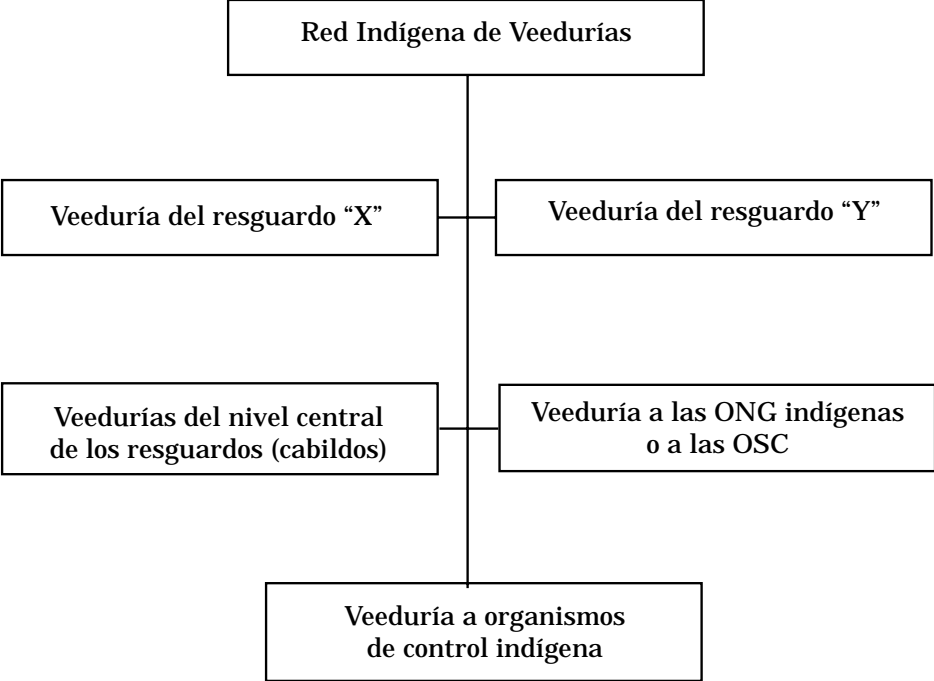 Red Indígena de Veedurías
Veeduría del resguardo “X”
Veeduría del resguardo “Y”
Veedurías del nivel central
de los resguardos (cabildos)
Veeduría a las ONG indígenas
o a las OSC
Veeduría a organismos
de control indígena